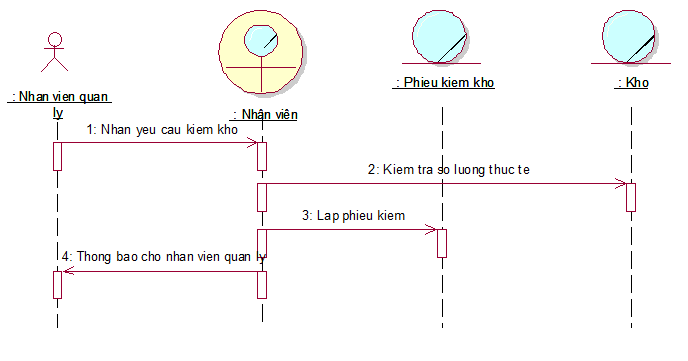 : Nhan vien quan
ly
: Nhân viên
: Phieu kiem kho
: Kho
1: Nhan yeu cau kiem kho
2: Kiem tra so luong thuc te
3: Lap phieu kiem
4: Thong bao cho nhan vien quan ly